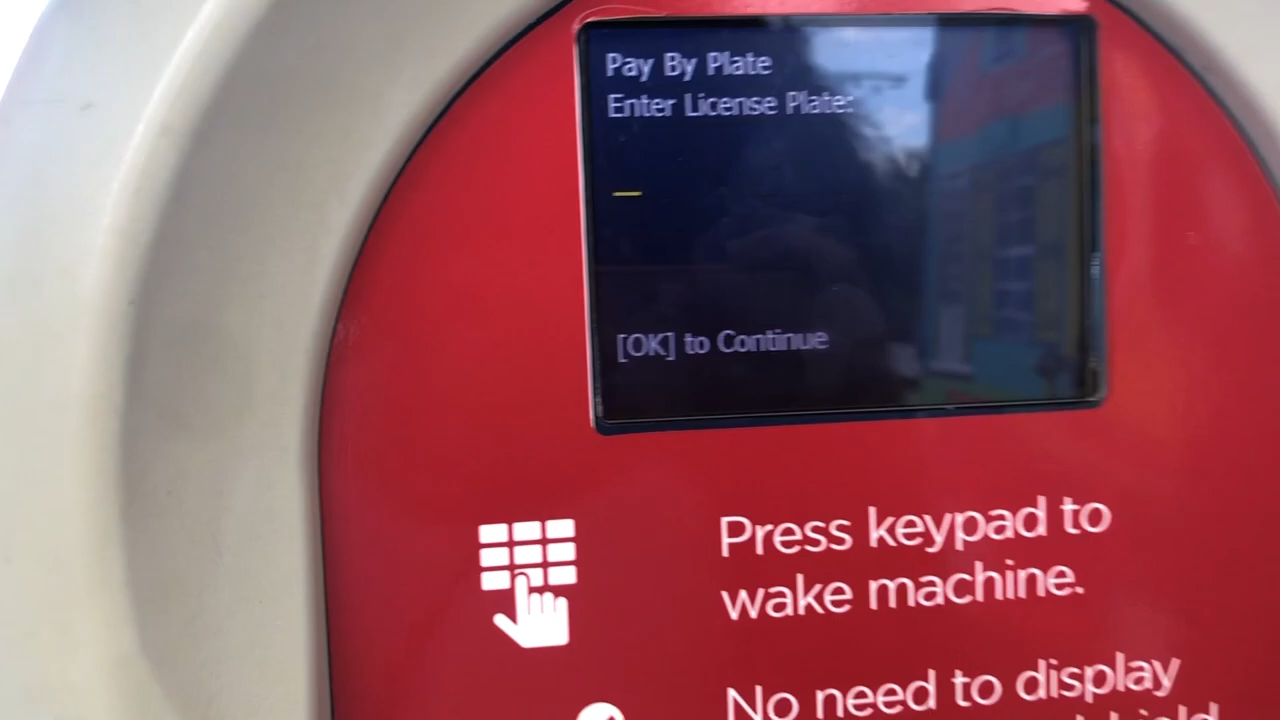 Pay By Plate
Enter License Plate:
[OK] to Continue
Press keypad to
wake machine.
No need to display